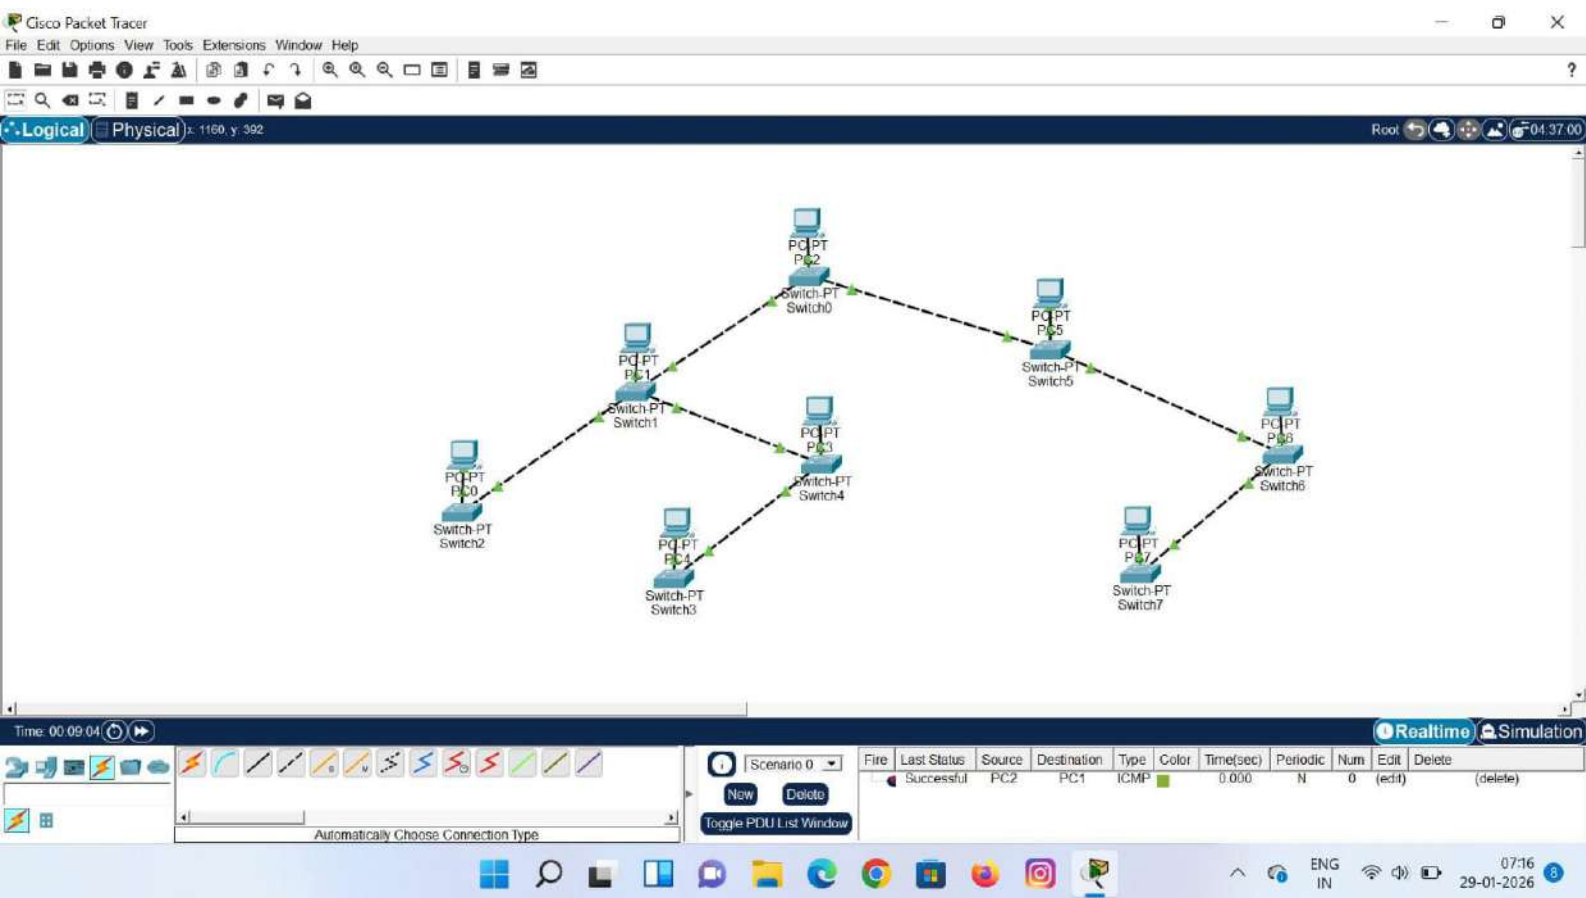 Cisco Packet Tracer
File Edit Options View Tools Extensions Window Help
?
Logical Physical x: 1160, y: 392 Root 04:37:00
PC-PT
PC2
Switch-PT
Switch0
PC-PT
PC5
Switch-PT
Switch5
PC-PT
PC1
Switch-PT
Switch1
PC-PT
PC3
Switch-PT
Switch4
PC-PT
PC6
Switch-PT
Switch6
PC-PT
PC0
Switch-PT
Switch2
PC-PT
PC4
Switch-PT
Switch3
PC-PT
PC7
Switch-PT
Switch7
Time: 00:09:04 Realtime Simulation
Scenario 0
New Delete
Toggle PDU List Window
Fire Last Status Source Destination Type Color Time(sec) Periodic Num Edit Delete
Successful PC2 PC1 ICMP 0.000 N 0 (edit) (delete)
Automatically Choose Connection Type
ENG
IN
07:16
29-01-2026
8